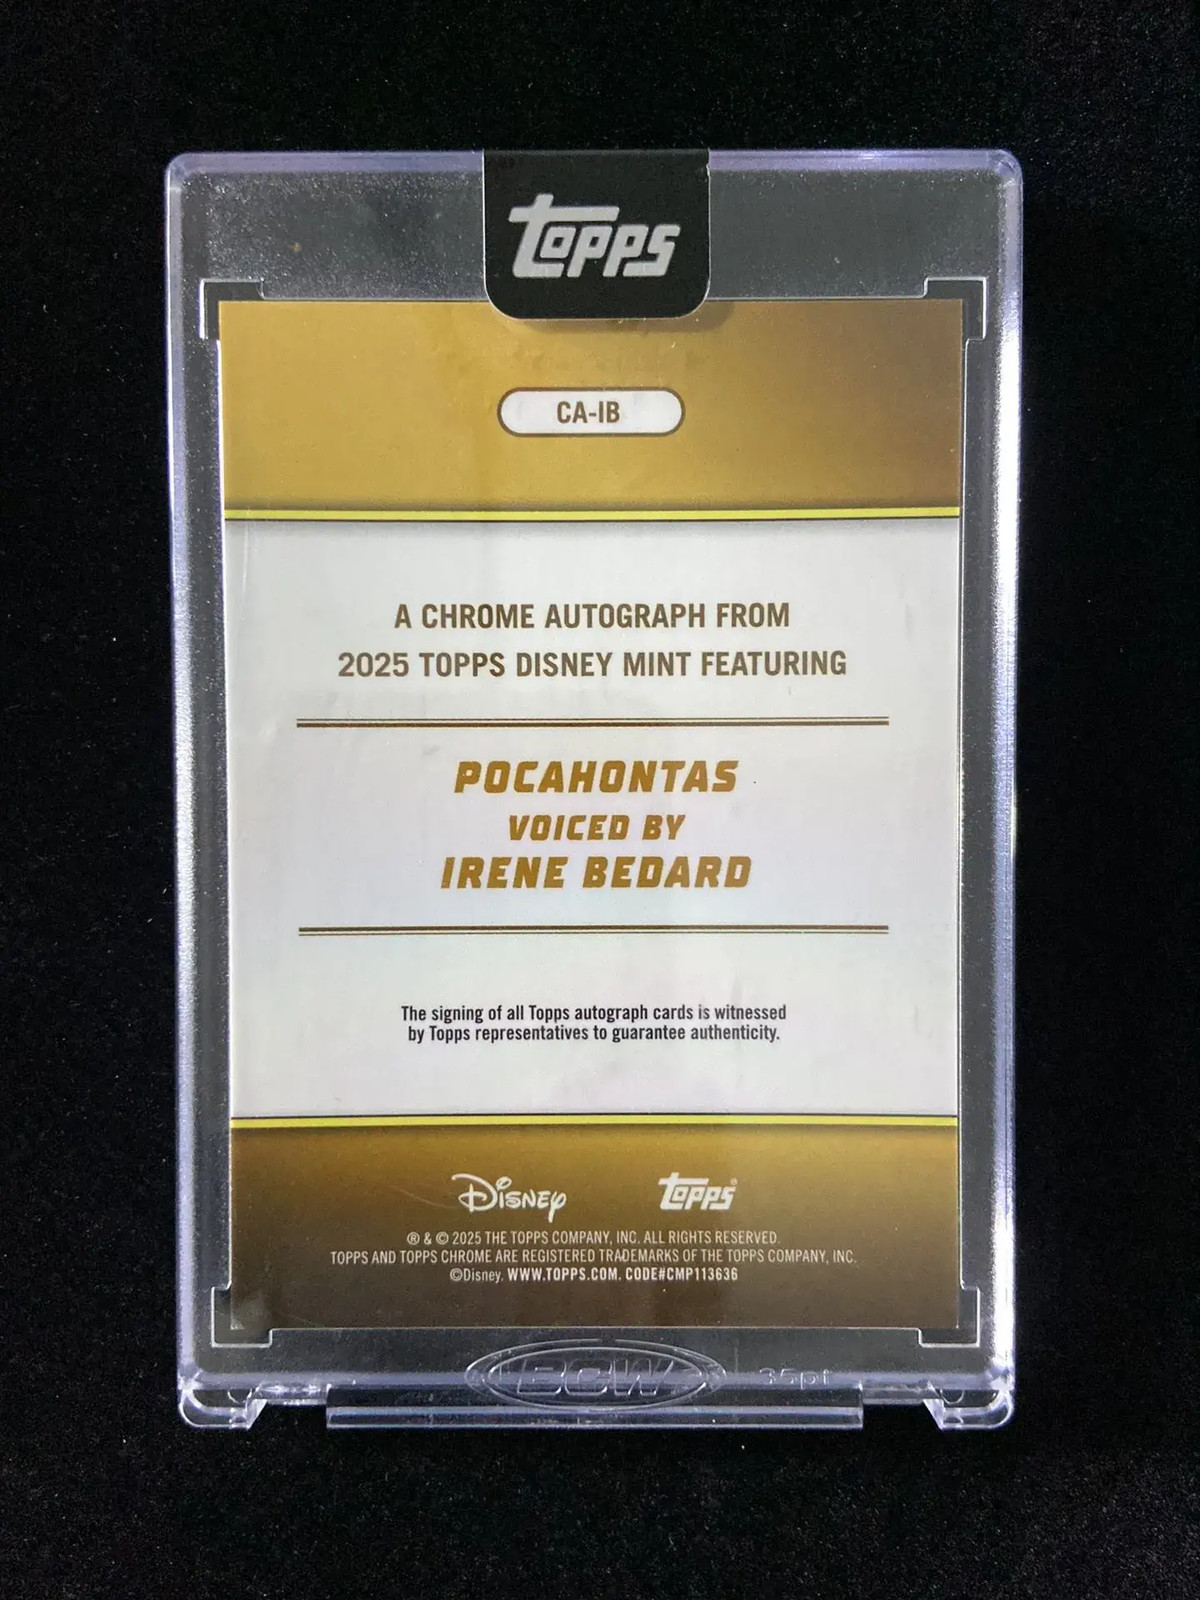 TOPPS
CA-IB
A CHROME AUTOGRAPH FROM
2025 TOPPS DISNEY MINT FEATURING
POCAHONTAS
VOICED BY
IRENE BEDARD
The signing of all Topps autograph cards is witnessed
by Topps representatives to guarantee authenticity.
Disney TOPPS®
® & © 2025 THE TOPPS COMPANY, INC. ALL RIGHTS RESERVED.
TOPPS AND TOPPS CHROME ARE REGISTERED TRADEMARKS OF THE TOPPS COMPANY, INC.
©Disney. WWW.TOPPS.COM. CODE#CMP113636
BCW 35pt